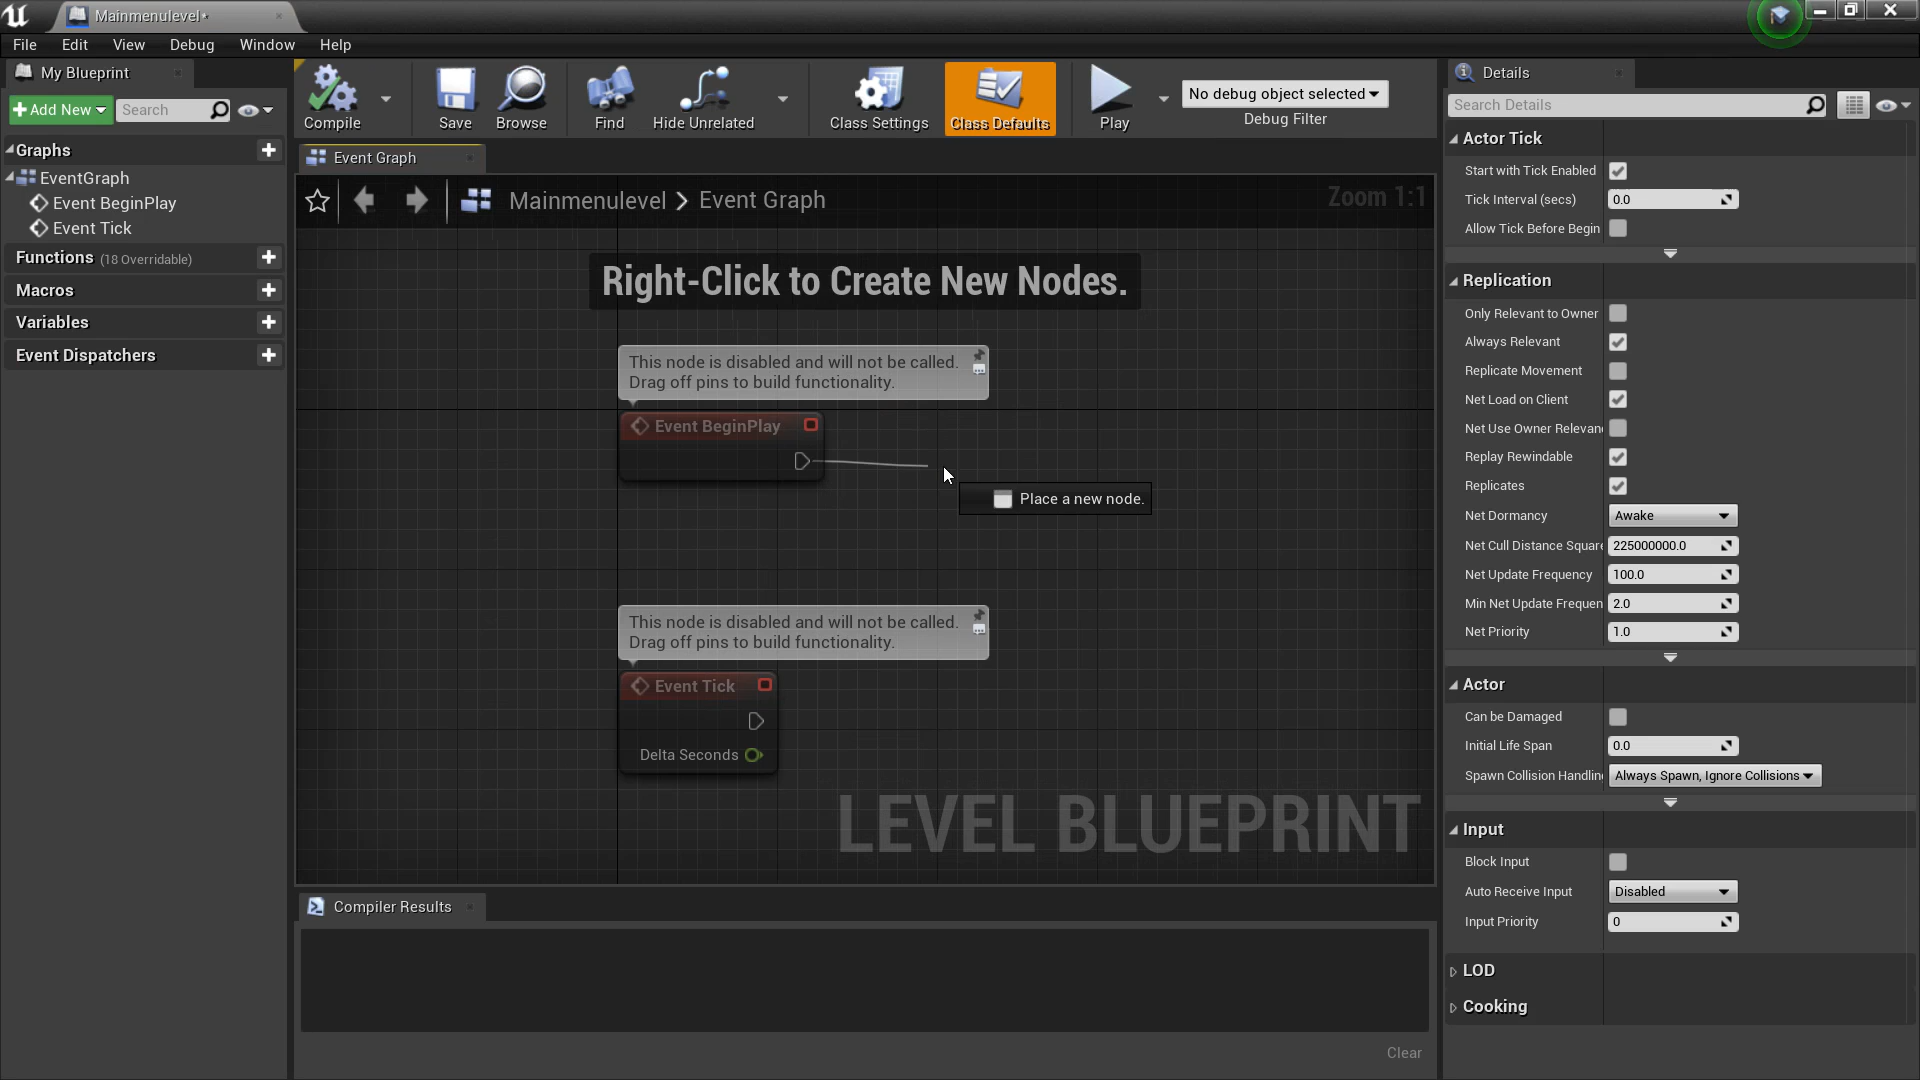 Mainmenulevel*
File Edit View Debug Window Help
My Blueprint
Add New
Search
Graphs
EventGraph
Event BeginPlay
Event Tick
Functions (18 Overridable)
Macros
Variables
Event Dispatchers
Compile
Save
Browse
Find
Hide Unrelated
Class Settings
Class Defaults
Play
No debug object selected
Debug Filter
Event Graph
Mainmenulevel > Event Graph
Zoom 1:1
Right-Click to Create New Nodes.
This node is disabled and will not be called.
Drag off pins to build functionality.
Event BeginPlay
Place a new node.
This node is disabled and will not be called.
Drag off pins to build functionality.
Event Tick
Delta Seconds
LEVEL BLUEPRINT
Compiler Results
Clear
Details
Search Details
Actor Tick
Start with Tick Enabled
Tick Interval (secs) 0.0
Allow Tick Before Begin
Replication
Only Relevant to Owner
Always Relevant
Replicate Movement
Net Load on Client
Net Use Owner Relevan
Replay Rewindable
Replicates
Net Dormancy Awake
Net Cull Distance Square 225000000.0
Net Update Frequency 100.0
Min Net Update Frequen 2.0
Net Priority 1.0
Actor
Can be Damaged
Initial Life Span 0.0
Spawn Collision Handling Always Spawn, Ignore Collisions
Input
Block Input
Auto Receive Input Disabled
Input Priority 0
LOD
Cooking